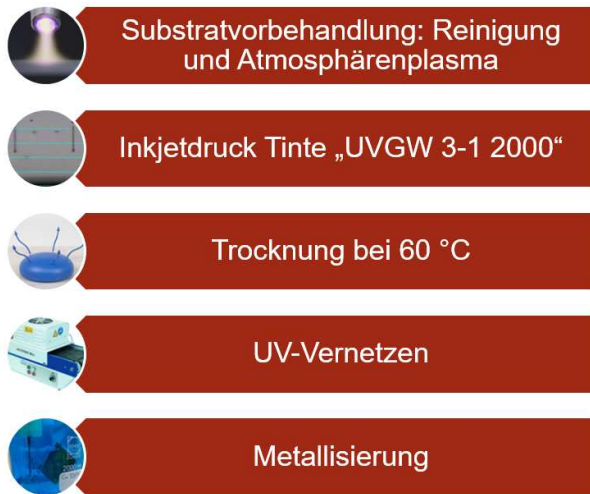 Substratvorbehandlung: Reinigung
und Atmosphärenplasma
Inkjetdruck Tinte „UVGW 3-1 2000“
Trocknung bei 60 °C
UV-Vernetzen
Metallisierung